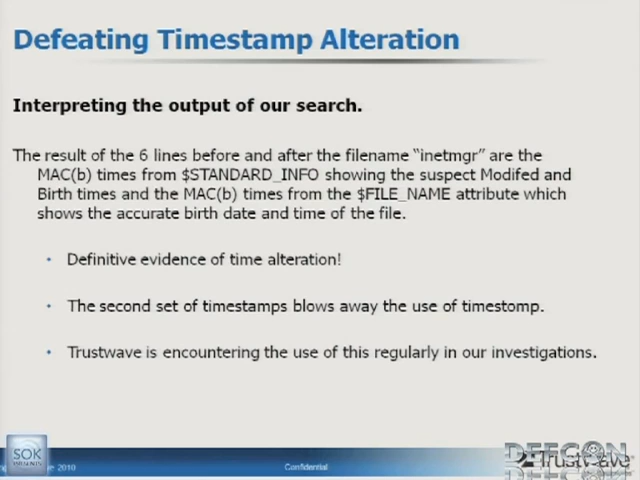 Defeating Timestamp Alteration
Interpreting the output of our search.
The result of the 6 lines before and after the filename “inetmgr” are the
MAC(b) times from $STANDARD_INFO showing the suspect Modifed and
Birth times and the MAC(b) times from the $FILE_NAME attribute which
shows the accurate birth date and time of the file.
• Definitive evidence of time alteration!
• The second set of timestamps blows away the use of timestomp.
• Trustwave is encountering the use of this regularly in our investigations.
SOK
2010
Confidential
DEFCON
Trustwave